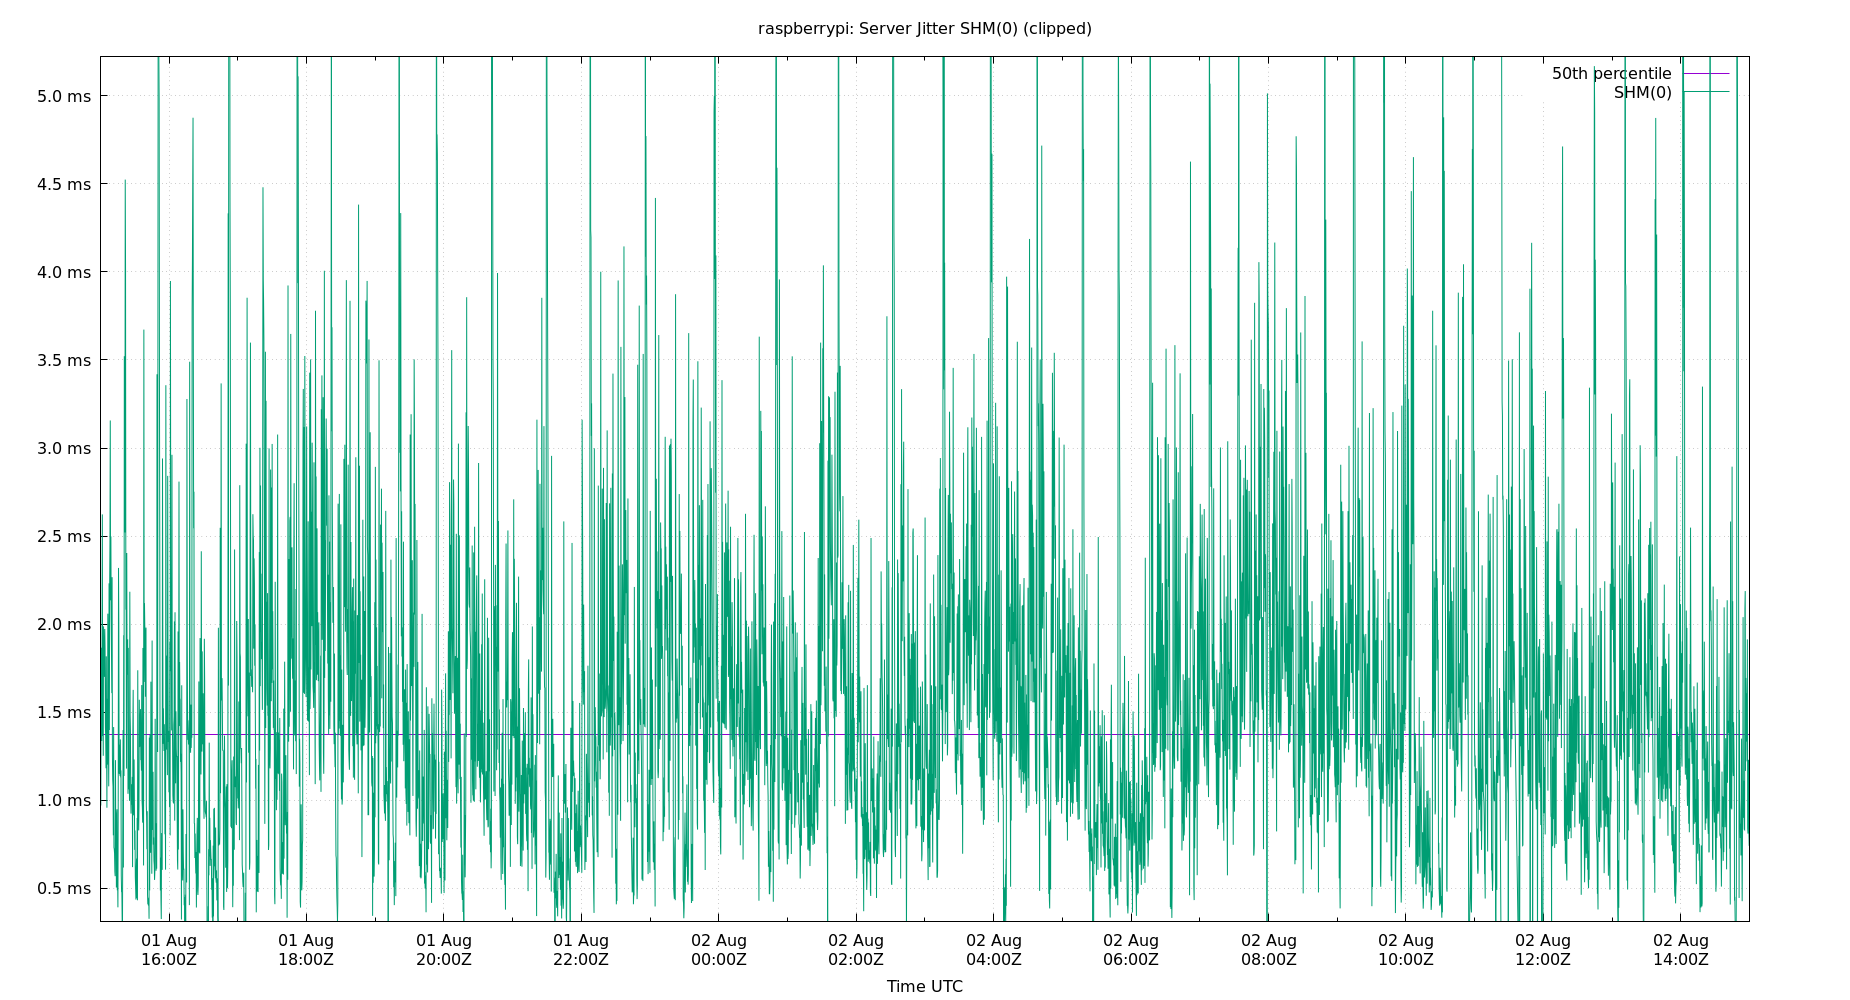 raspberrypi: Server Jitter SHM(0) (clipped)
50th percentile
SHM(0)
5.0 ms
4.5 ms
4.0 ms
3.5 ms
3.0 ms
2.5 ms
2.0 ms
1.5 ms
1.0 ms
0.5 ms
01 Aug 01 Aug 01 Aug 01 Aug 02 Aug 02 Aug 02 Aug 02 Aug 02 Aug 02 Aug 02 Aug 02 Aug
16:00Z 18:00Z 20:00Z 22:00Z 00:00Z 02:00Z 04:00Z 06:00Z 08:00Z 10:00Z 12:00Z 14:00Z
Time UTC